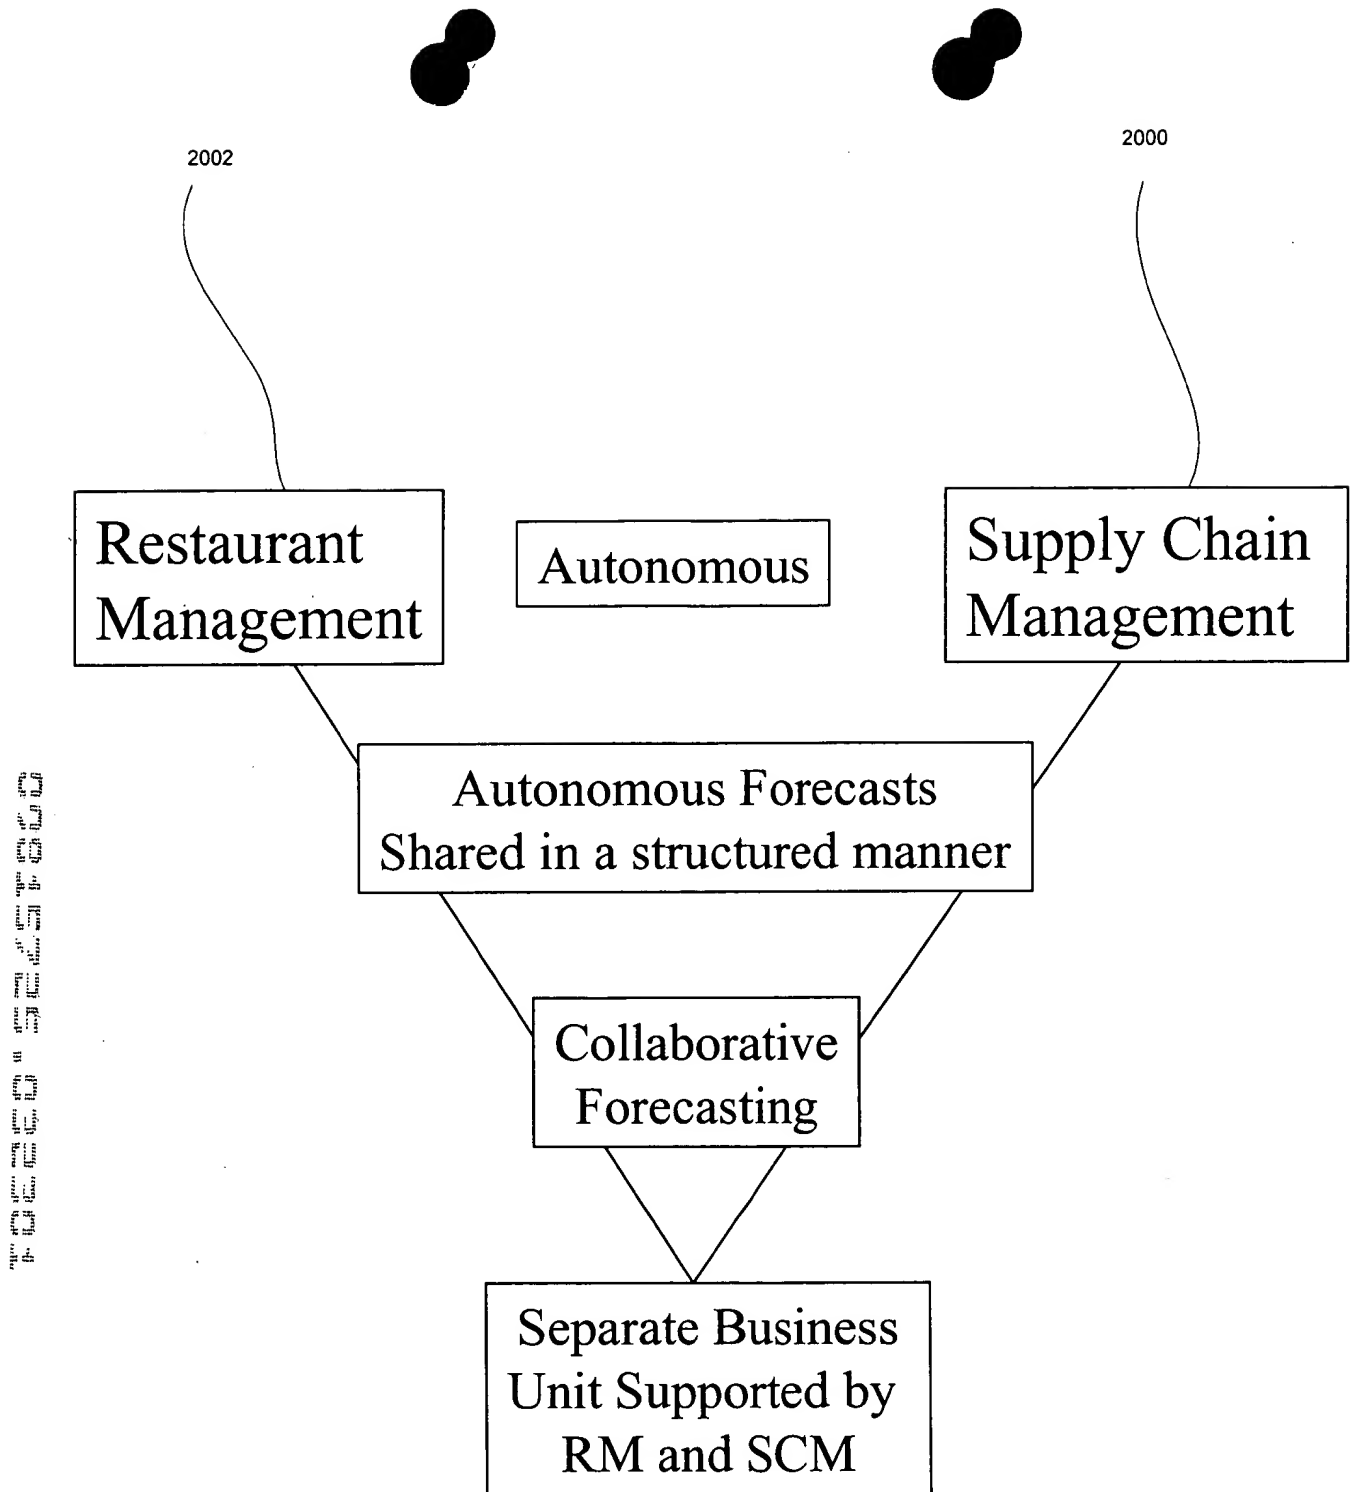 2002
2000
Restaurant
Management
Autonomous
Supply Chain
Management
Autonomous Forecasts
Shared in a structured manner
Collaborative
Forecasting
Separate Business
Unit Supported by
RM and SCM